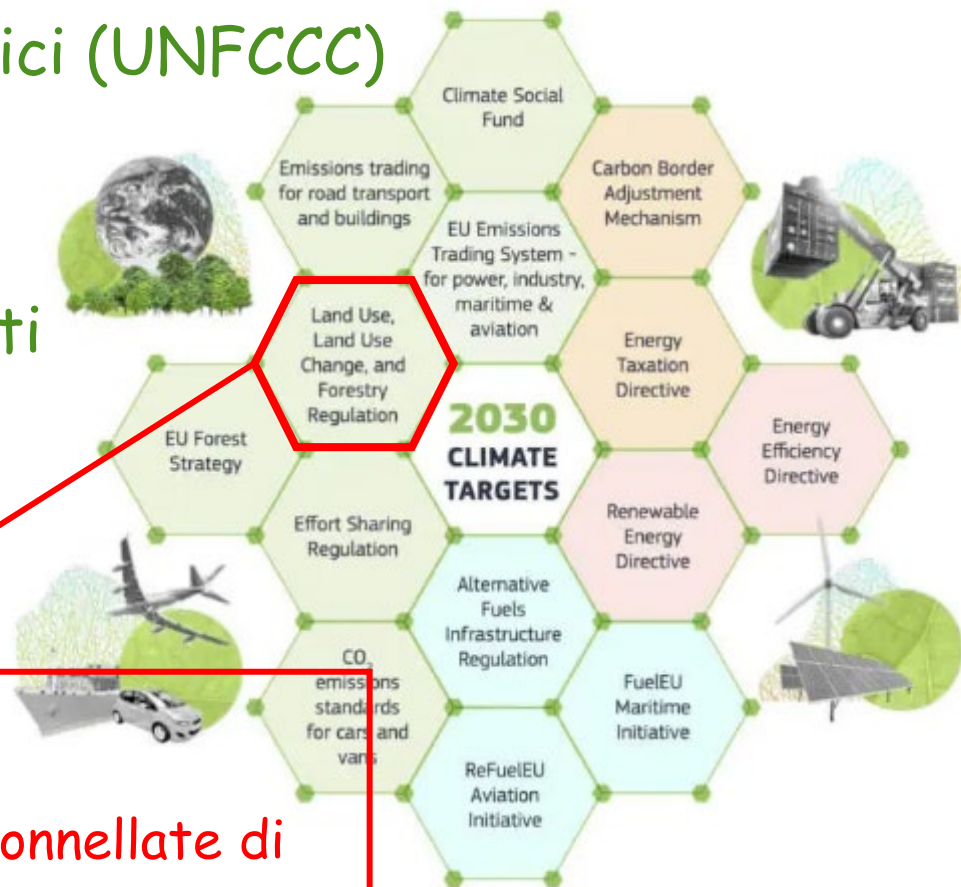 ici (UNFCCC)
Climate Social
Fund
Emissions trading
for road transport
and buildings
Carbon Border
Adjustment
Mechanism
EU Emissions
Trading System -
for power, industry,
maritime &
aviation
ti
Land Use,
Land Use
Change, and
Forestry
Regulation
Energy
Taxation
Directive
2030
CLIMATE
TARGETS
EU Forest
Strategy
Energy
Efficiency
Directive
Effort Sharing
Regulation
Renewable
Energy
Directive
Alternative
Fuels
Infrastructure
Regulation
CO₂
emissions
standards
for cars and
vans
FuelEU
Maritime
Initiative
ReFuelEU
Aviation
Initiative
onnellate di